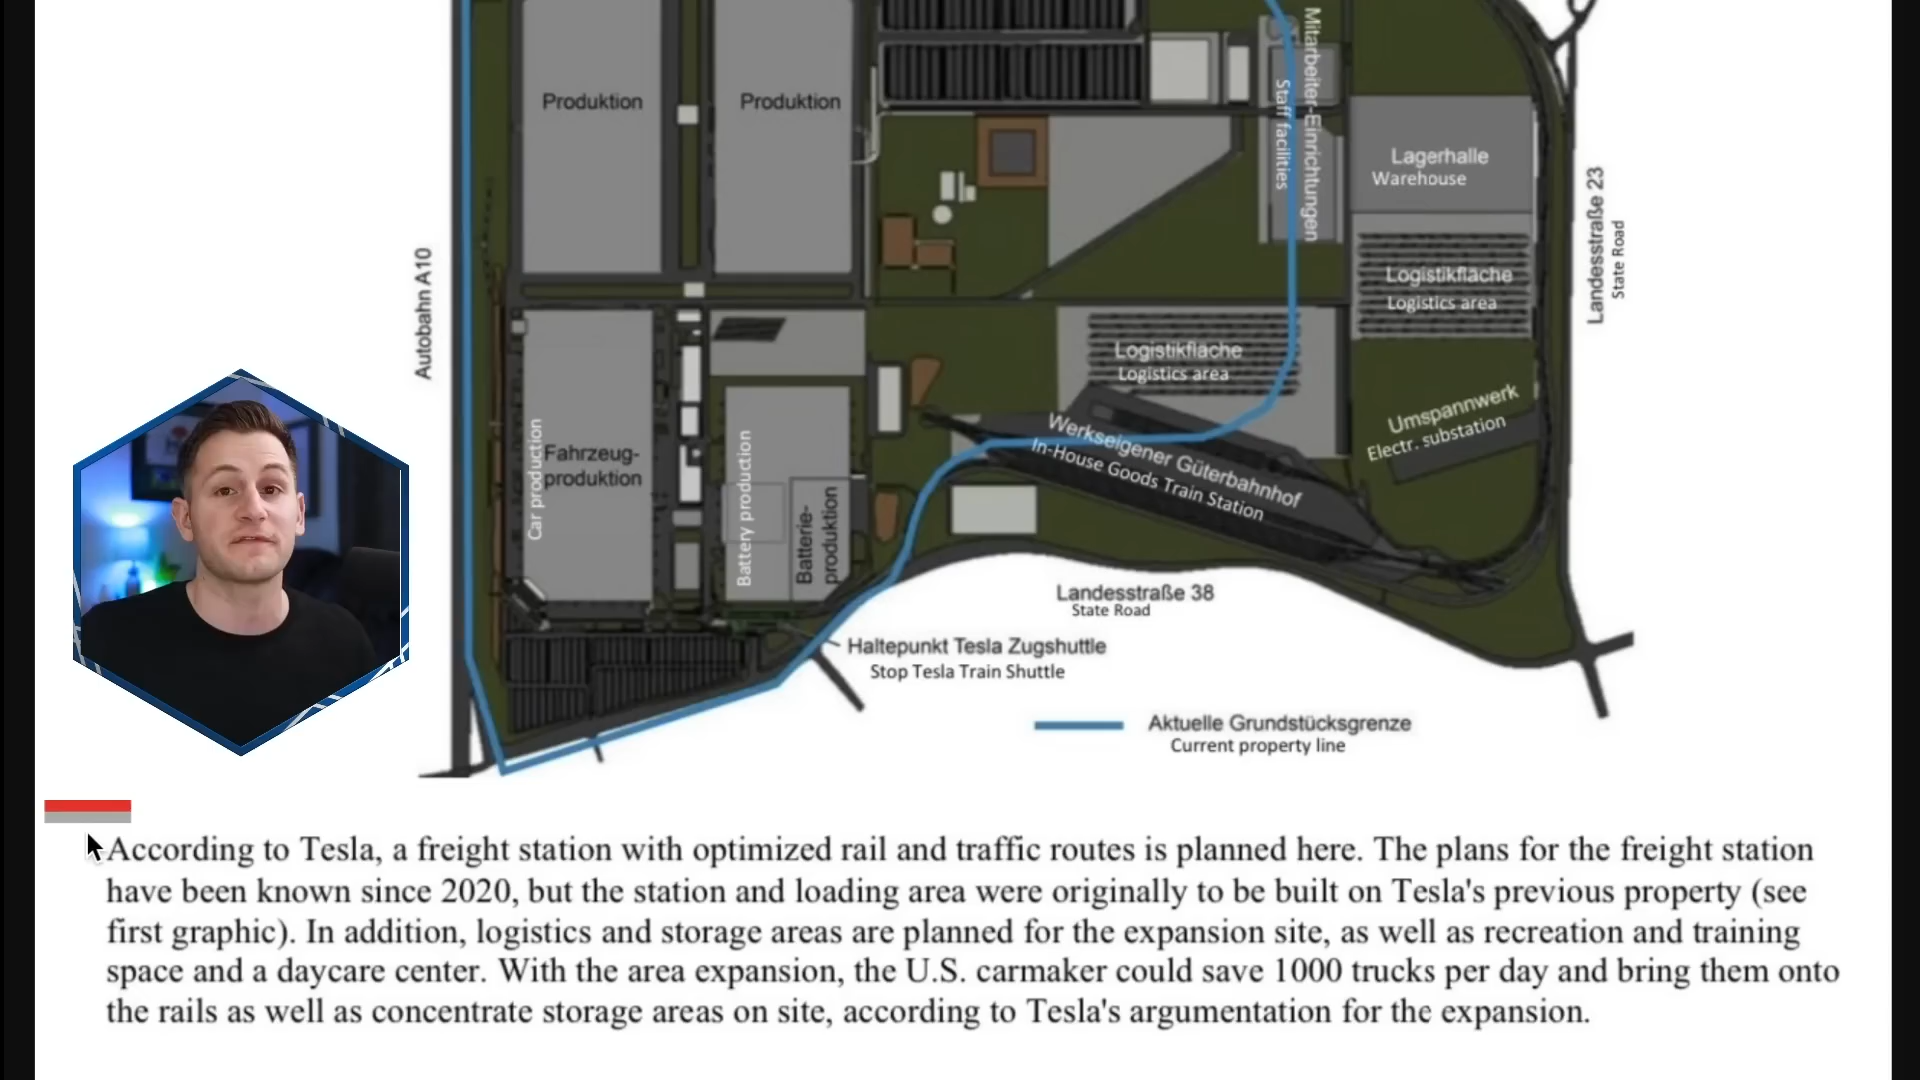 Produktion
Produktion
Mitarbeiter-Einrichtungen
Staff facilities
Lagerhalle
Warehouse
Landesstraße 23
State Road
Autobahn A10
Logistikfläche
Logistics area
Logistikfläche
Logistics area
Umspannwerk
Electr. substation
Werkseigener Güterbahnhof
In-House Goods Train Station
Car production
Fahrzeug-
produktion
Battery production
Batterie-
produktion
Landesstraße 38
State Road
Haltepunkt Tesla Zugshuttle
Stop Tesla Train Shuttle
Aktuelle Grundstücksgrenze
Current property line
According to Tesla, a freight station with optimized rail and traffic routes is planned here. The plans for the freight station
have been known since 2020, but the station and loading area were originally to be built on Tesla's previous property (see
first graphic). In addition, logistics and storage areas are planned for the expansion site, as well as recreation and training
space and a daycare center. With the area expansion, the U.S. carmaker could save 1000 trucks per day and bring them onto
the rails as well as concentrate storage areas on site, according to Tesla's argumentation for the expansion.